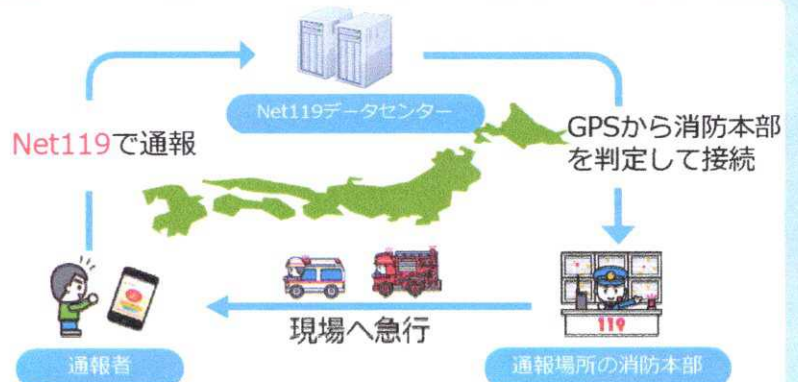 Net119データセンター
Net119で通報
GPSから消防本部
を判定して接続
119
現場へ急行
通報者
通報場所の消防本部